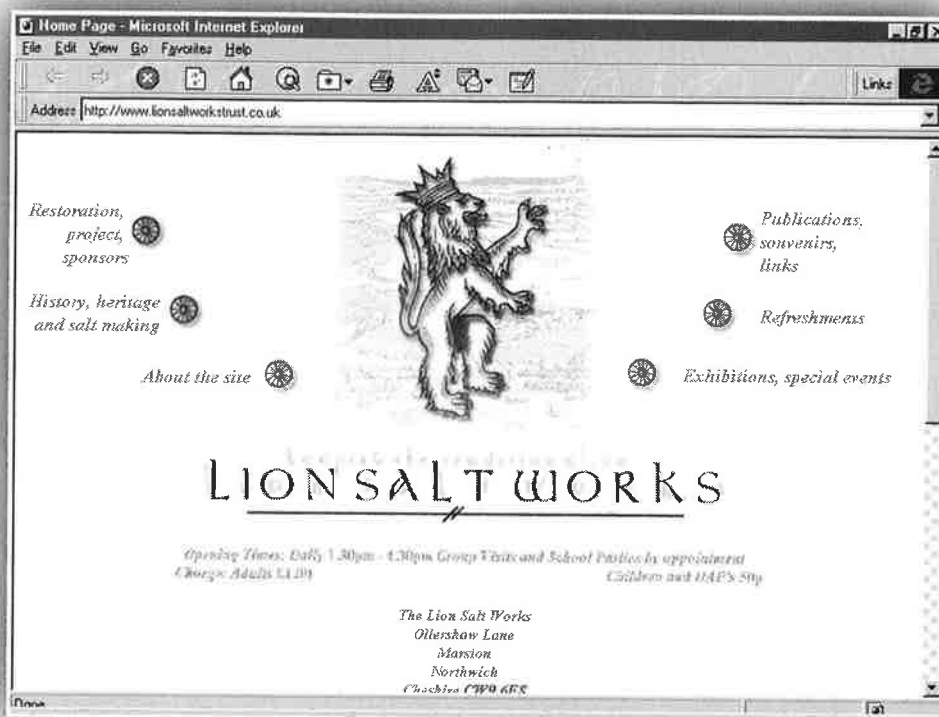 Home Page - Microsoft Internet Explorer
File Edit View Go Favorites Help
Links
Address http://www.lionsaltworkstrust.co.uk
Restoration,
project,
sponsors
History, heritage
and salt making
About the site
Publications,
souvenirs,
links
Refreshments
Exhibitions, special events
LION SALT WORKS
Opening Times: Daily 1.30pm - 4.30pm Group Visits and School Parties by appointment
Charge: Adults Children and OAP's 50p
The Lion Salt Works
Ollershaw Lane
Marston
Northwich
Cheshire CW9 6ES
Done